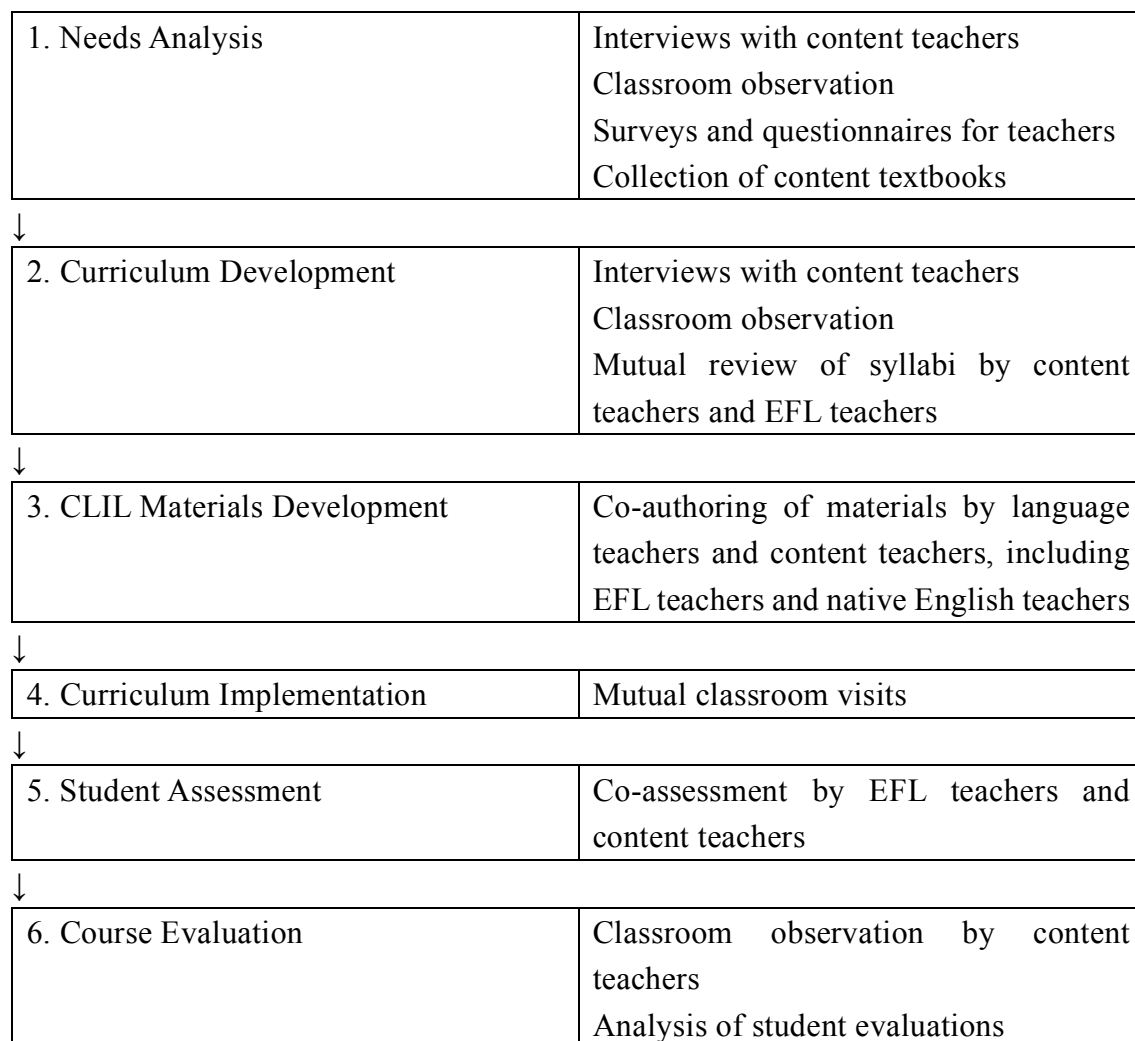 1. Needs Analysis
Interviews with content teachers
Classroom observation
Surveys and questionnaires for teachers
Collection of content textbooks
↓
2. Curriculum Development
Interviews with content teachers
Classroom observation
Mutual review of syllabi by content
teachers and EFL teachers
↓
3. CLIL Materials Development
Co-authoring of materials by language
teachers and content teachers, including
EFL teachers and native English teachers
↓
4. Curriculum Implementation
Mutual classroom visits
↓
5. Student Assessment
Co-assessment by EFL teachers and
content teachers
↓
6. Course Evaluation
Classroom observation by content
teachers
Analysis of student evaluations